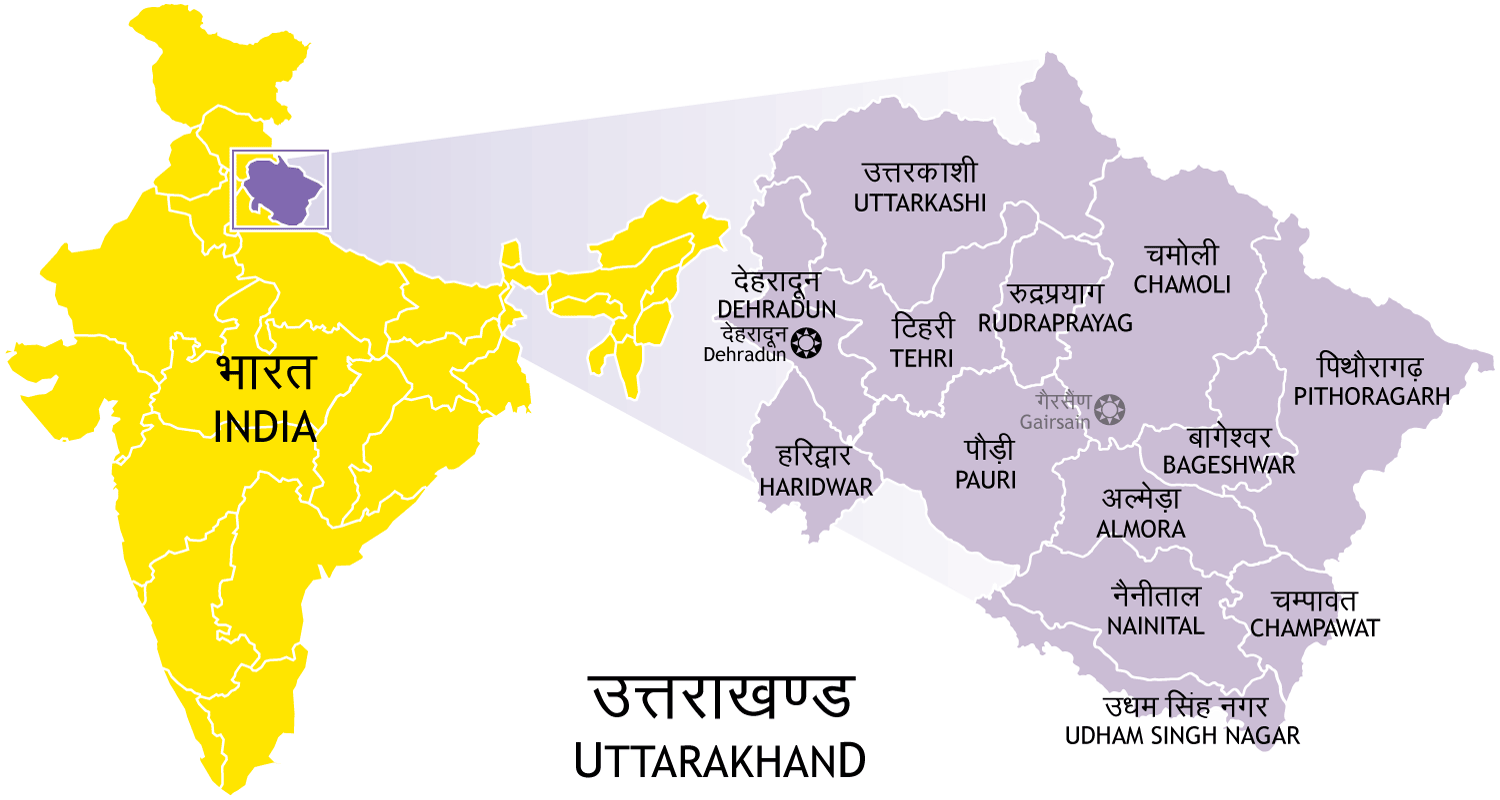 भारत
INDIA
उत्तराखण्ड
UTTARAKHAND
उत्तरकाशी
UTTARKASHI
चमोली
CHAMOLI
देहरादून
DEHRADUN
देहरादून
Dehradun
टिहरी
TEHRI
रुद्रप्रयाग
RUDRAPRAYAG
पिथौरागढ़
PITHORAGARH
गैरसैंण
Gairsain
हरिद्वार
HARIDWAR
पौड़ी
PAURI
बागेश्वर
BAGESHWAR
अल्मोड़ा
ALMORA
नैनीताल
NAINITAL
चम्पावत
CHAMPAWAT
उधम सिंह नगर
UDHAM SINGH NAGAR